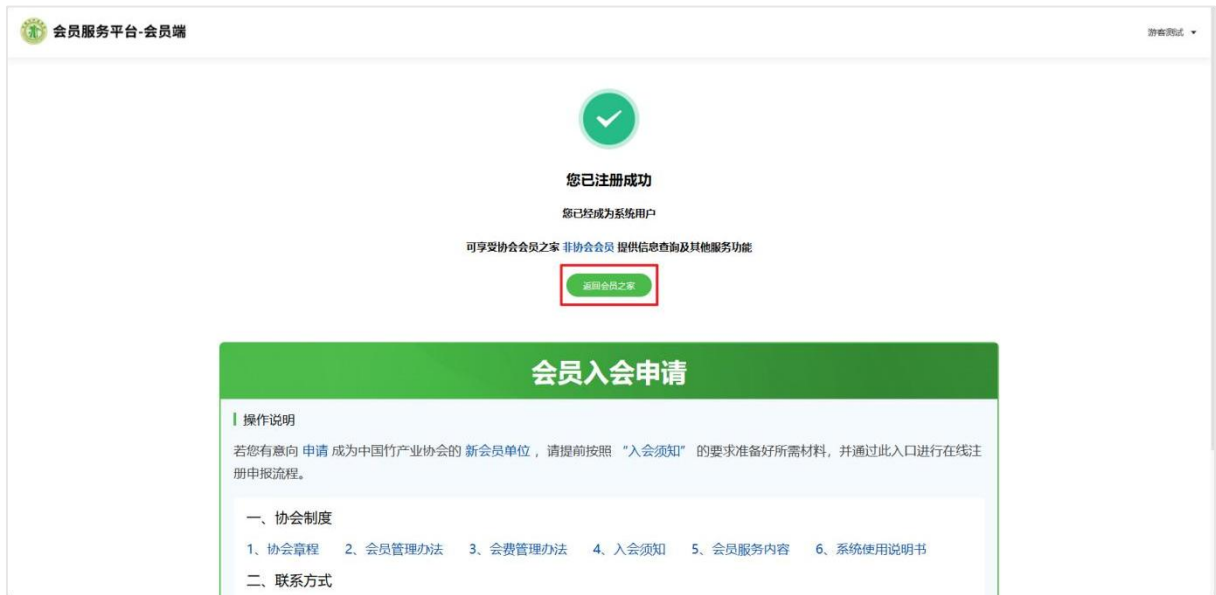 会员服务平台-会员端
游客测试
您已注册成功
您已经成为系统用户
可享受协会会员之家 非协会会员 提供信息查询及其他服务功能
返回会员之家
会员入会申请
操作说明
若您有意向 申请 成为中国竹产业协会的 新会员单位 ，请提前按照 “入会须知” 的要求准备好所需材料，并通过此入口进行在线注
册申报流程。
一、协会制度
1、协会章程 2、会员管理办法 3、会费管理办法 4、入会须知 5、会员服务内容 6、系统使用说明书
二、联系方式